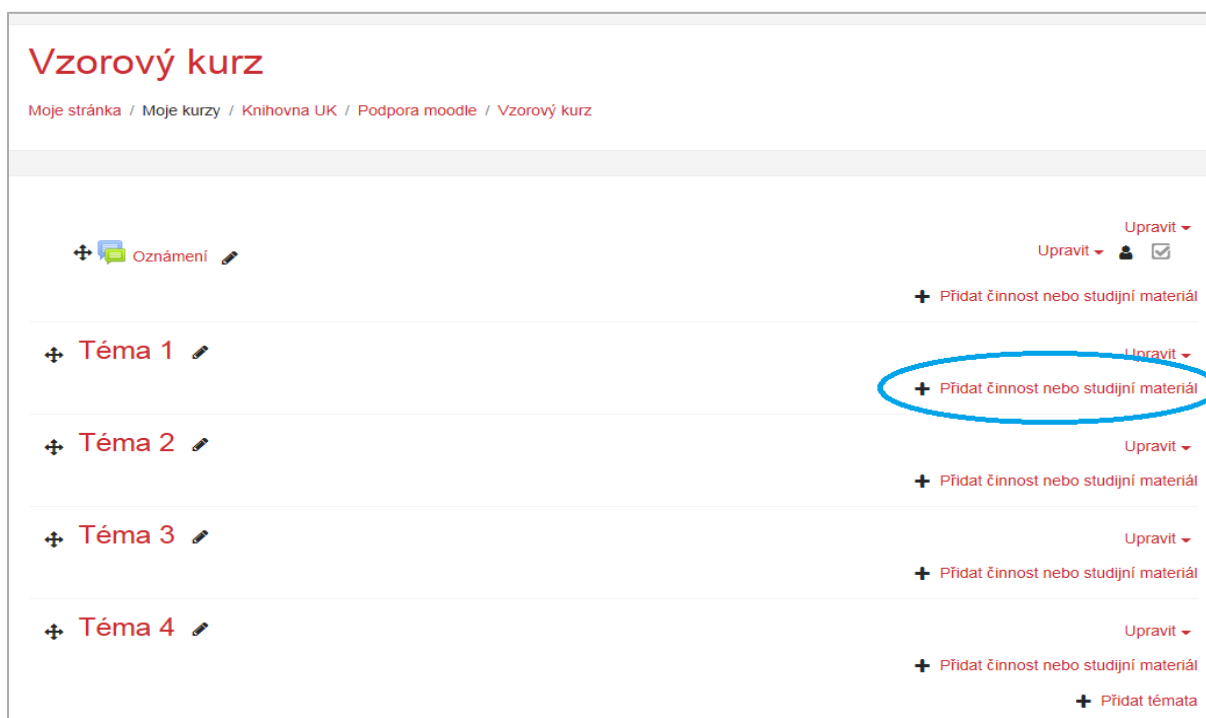 Vzorový kurz
Moje stránka / Moje kurzy / Knihovna UK / Podpora moodle / Vzorový kurz
Upravit
Oznámení Upravit
Přidat činnost nebo studijní materiál
Téma 1 Upravit
Přidat činnost nebo studijní materiál
Téma 2 Upravit
Přidat činnost nebo studijní materiál
Téma 3 Upravit
Přidat činnost nebo studijní materiál
Téma 4 Upravit
Přidat činnost nebo studijní materiál
Přidat témata